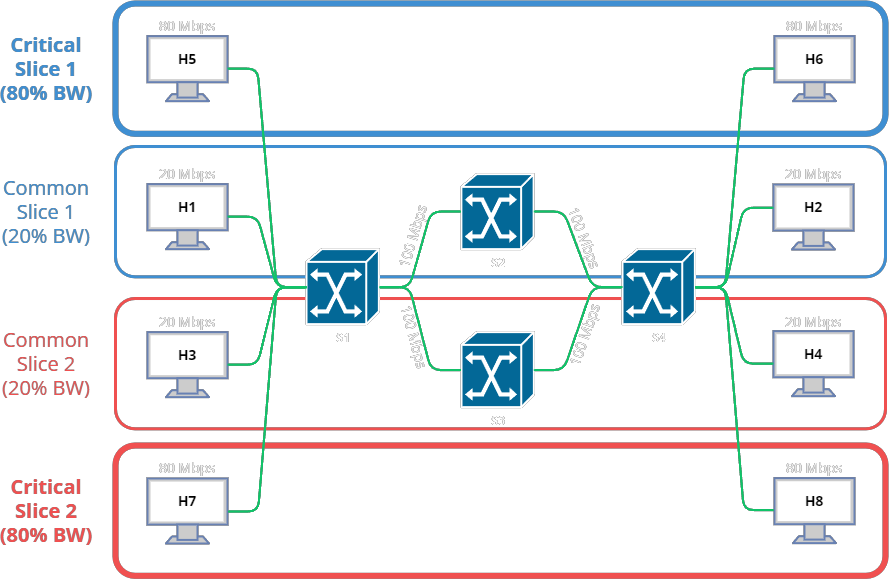 80 Mbps
80 Mbps
Critical
Slice 1
(80% BW)
H5
H6
20 Mbps
20 Mbps
Common
Slice 1
(20% BW)
H1
H2
100 Mbps
100 Mbps
S2
S1
S4
100 Mbps
100 Mbps
20 Mbps
20 Mbps
Common
Slice 2
(20% BW)
H3
H4
S3
80 Mbps
80 Mbps
Critical
Slice 2
(80% BW)
H7
H8